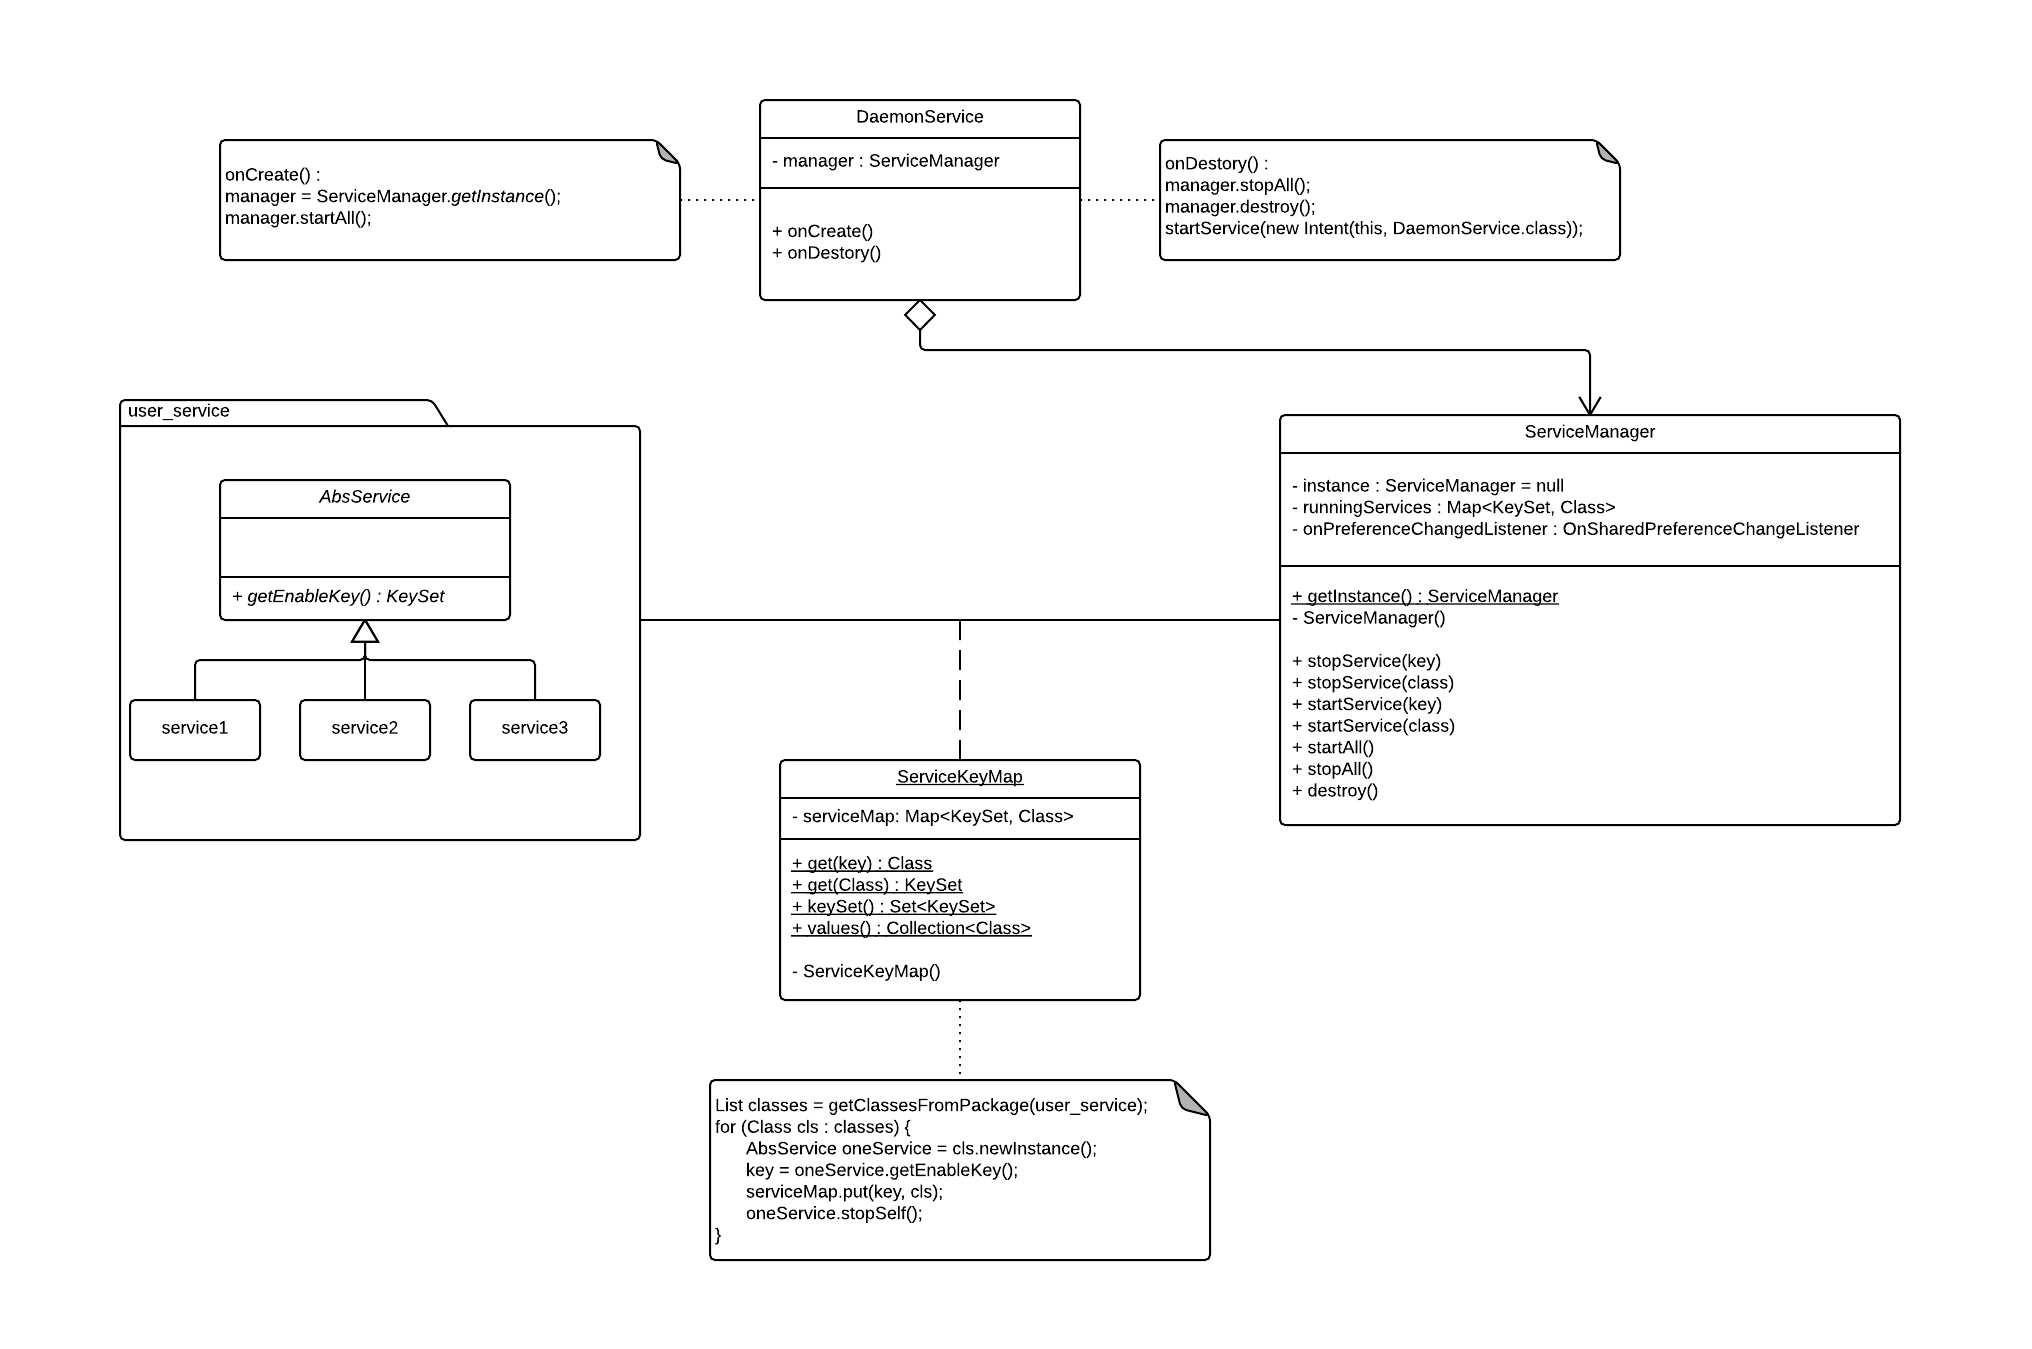 DaemonService
- manager : ServiceManager
+ onCreate()
+ onDestory()
onCreate() :
manager = ServiceManager.getInstance();
manager.startAll();
onDestory() :
manager.stopAll();
manager.destroy();
startService(new Intent(this, DaemonService.class));
user_service
AbsService
+ getEnableKey() : KeySet
service1
service2
service3
ServiceManager
- instance : ServiceManager = null
- runningServices : Map<KeySet, Class>
- onPreferenceChangedListener : OnSharedPreferenceChangeListener
+ getInstance() : ServiceManager
- ServiceManager()
+ stopService(key)
+ stopService(class)
+ startService(key)
+ startService(class)
+ startAll()
+ stopAll()
+ destroy()
ServiceKeyMap
- serviceMap: Map<KeySet, Class>
+ get(key) : Class
+ get(Class) : KeySet
+ keySet() : Set<KeySet>
+ values() : Collection<Class>
- ServiceKeyMap()
List classes = getClassesFromPackage(user_service);
for (Class cls : classes) {
AbsService oneService = cls.newInstance();
key = oneService.getEnableKey();
serviceMap.put(key, cls);
oneService.stopSelf();
}